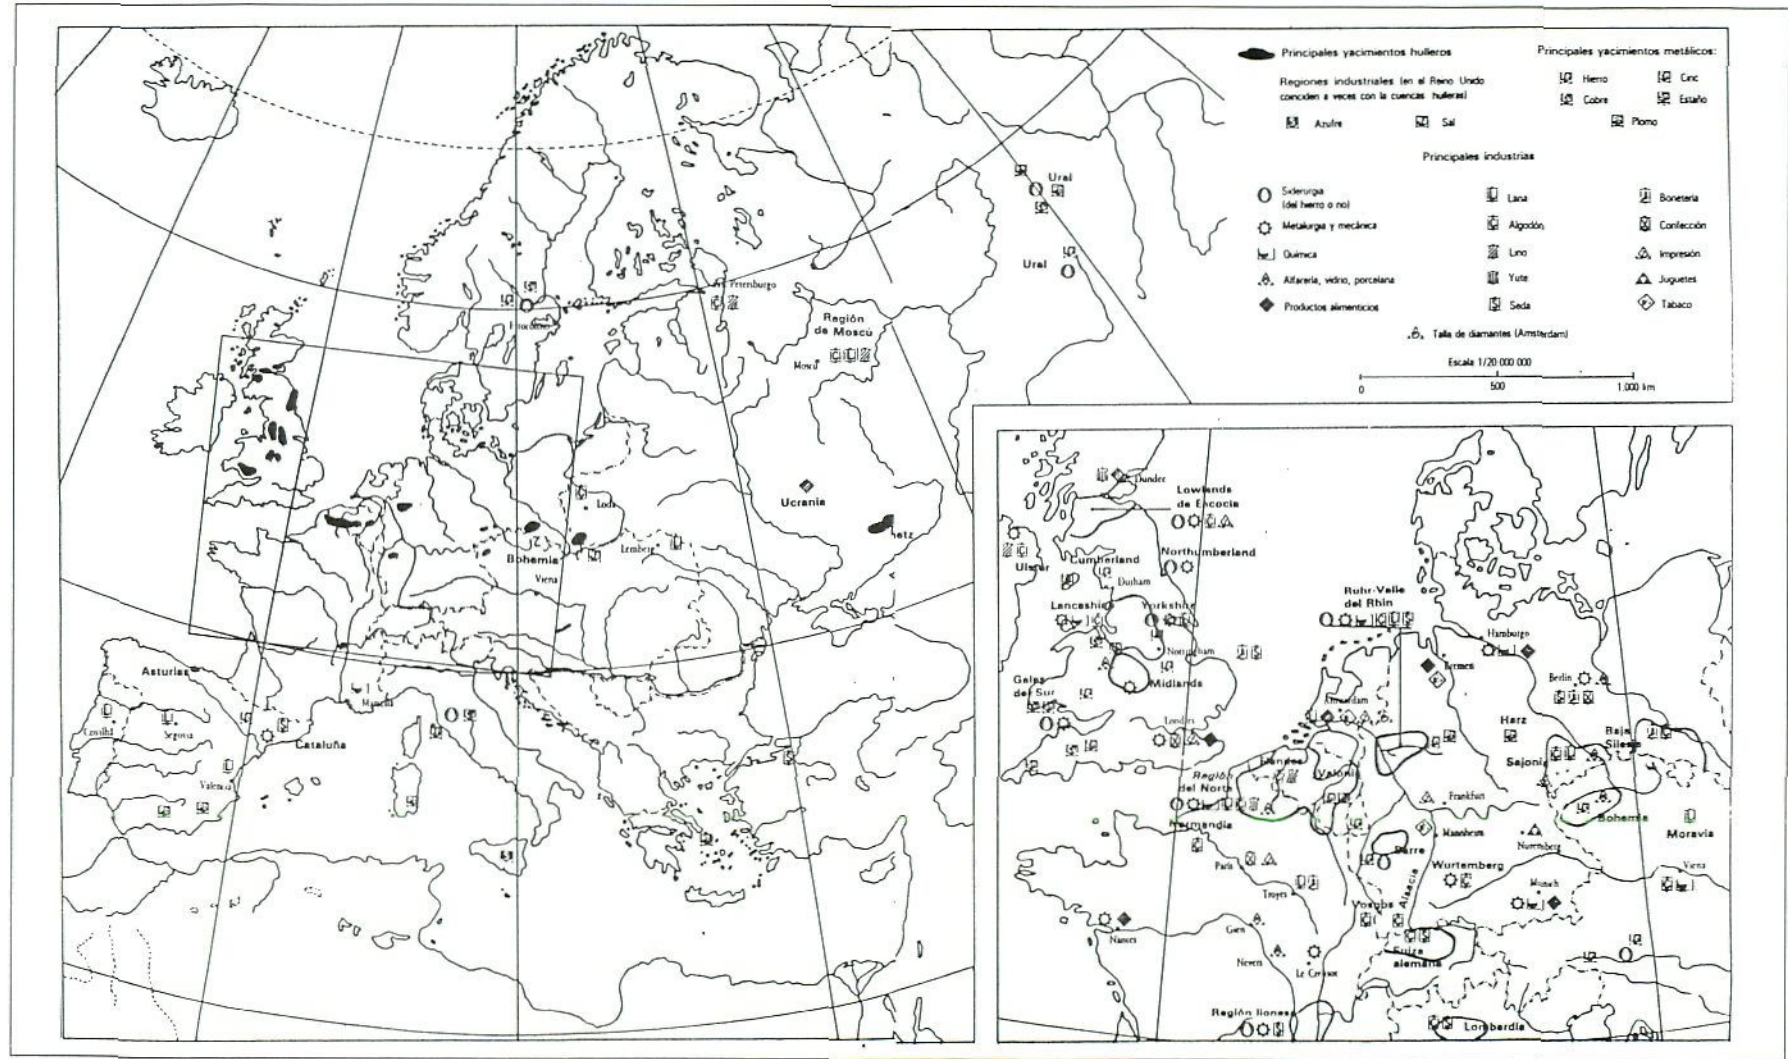 Principales yacimientos hulleros
Regiones industriales (en el Reino Unido
coinciden a veces con la cuencas hulleras)
Azufre
Sal
Principales yacimientos metálicos:
Hierro
Cinc
Cobre
Estaño
Plomo
Principales industrias
Siderurgia
(del hierro o no)
Metalurgia y mecánica
Química
Alfarería, vidrio, porcelana
Productos alimenticios
Lana
Algodón
Lino
Yute
Seda
Bonetería
Confección
Impresión
Juguetes
Tabaco
Talla de diamantes (Amsterdam)
Escala 1/20 000 000
0
500
1,000 km
Ural
Ural
Petersburgo
Región
de Moscú
Moscú
Ucrania
Lodz
Lemberg
Bohemia
Viena
Asturias
Covilhã
Segovia
Cataluña
Valencia
Marsella
Dundee
Lowlands
de Escocia
Ulster
Cumberland
Northumberland
Durham
Lancashire
Yorkshire
Nottingham
Midlands
Gales
del Sur
Londres
Ruhr-Valle
del Rhin
Hamburgo
Bremen
Berlín
Amsterdam
Harz
Baja
Silesia
Sajonia
Flandes
Valonia
Región
del Norte
Normandía
Frankfurt
Bohemia
Moravia
Mannheim
Nuremberg
Sarre
Wurtemberg
Viena
París
Troyes
Alsacia
Vosgos
Munich
Nantes
Gien
Nevers
Le Creusot
Suiza
alemana
Región lionesa
Lombardía